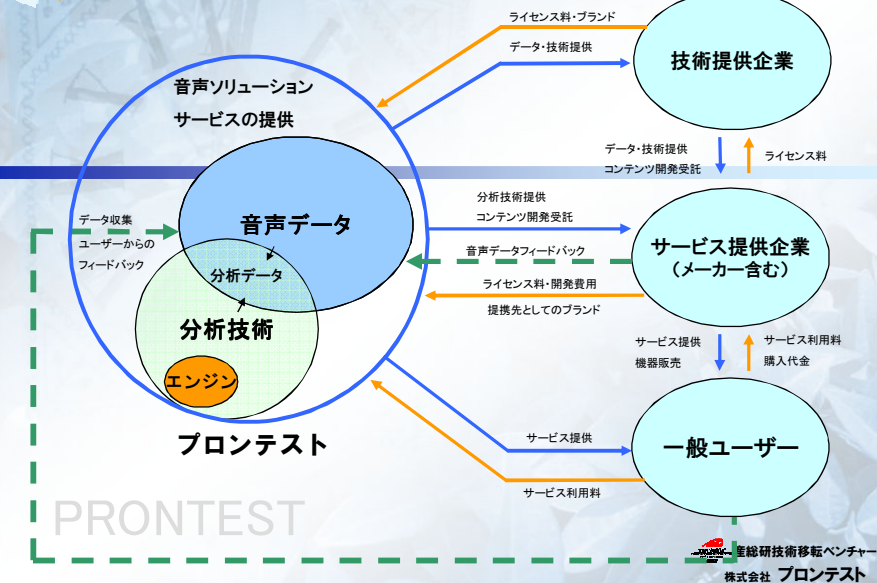 ライセンス料・ブランド
データ・技術提供
技術提供企業
音声ソリューション
サービスの提供
データ・技術提供
コンテンツ開発受託
ライセンス料
音声データ
データ収集
ユーザーからの
フィードバック
分析データ
分析技術
エンジン
プロンテスト
分析技術提供
コンテンツ開発受託
音声データフィードバック
ライセンス料・開発費用
提携先としてのブランド
サービス提供企業
（メーカー含む）
サービス提供
機器販売
サービス利用料
購入代金
サービス提供
サービス利用料
一般ユーザー
PRONTEST
産総研技術移転ベンチャー
株式会社 プロンテスト